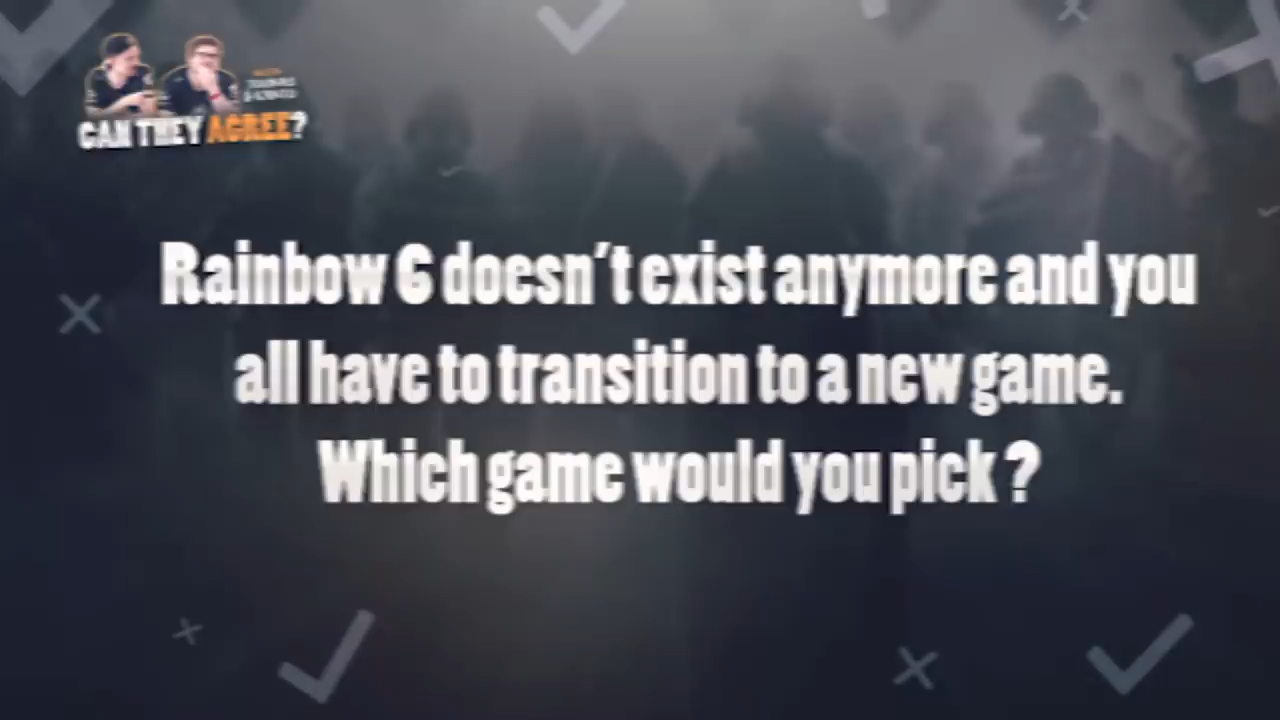 CAN THEY AGREE?
Rainbow 6 doesn't exist anymore and you
all have to transition to a new game.
Which game would you pick ?